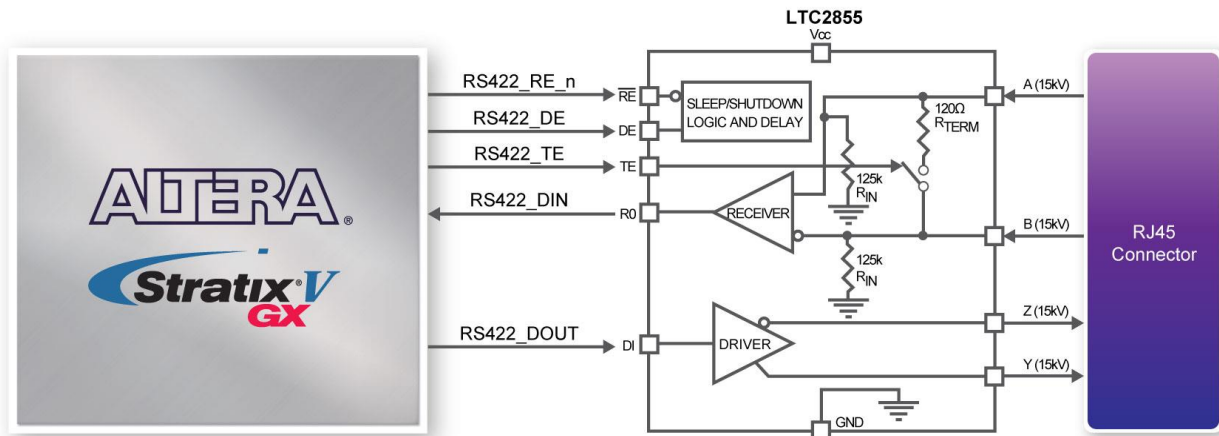 LTC2855
Vcc
RS422_RE_n
RE
SLEEP/SHUTDOWN
LOGIC AND DELAY
RS422_DE
DE
RS422_TE
TE
RS422_DIN
R0
RECEIVER
125k
RIN
120Ω
RTERM
125k
RIN
A (15kV)
B (15kV)
RJ45
Connector
ALTERA®
Stratix® V
GX
RS422_DOUT
DI
DRIVER
Z (15kV)
Y (15kV)
GND